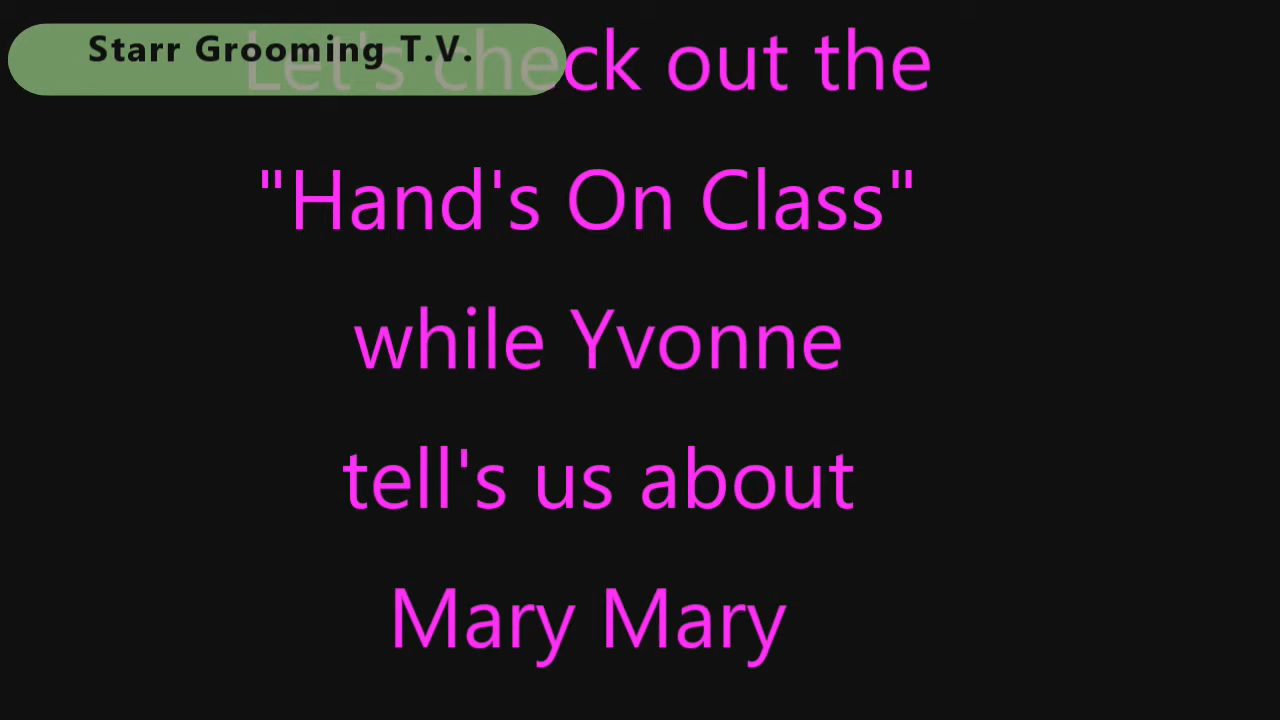 Starr Grooming T.V.
Let's check out the
"Hand's On Class"
while Yvonne
tell's us about
Mary Mary